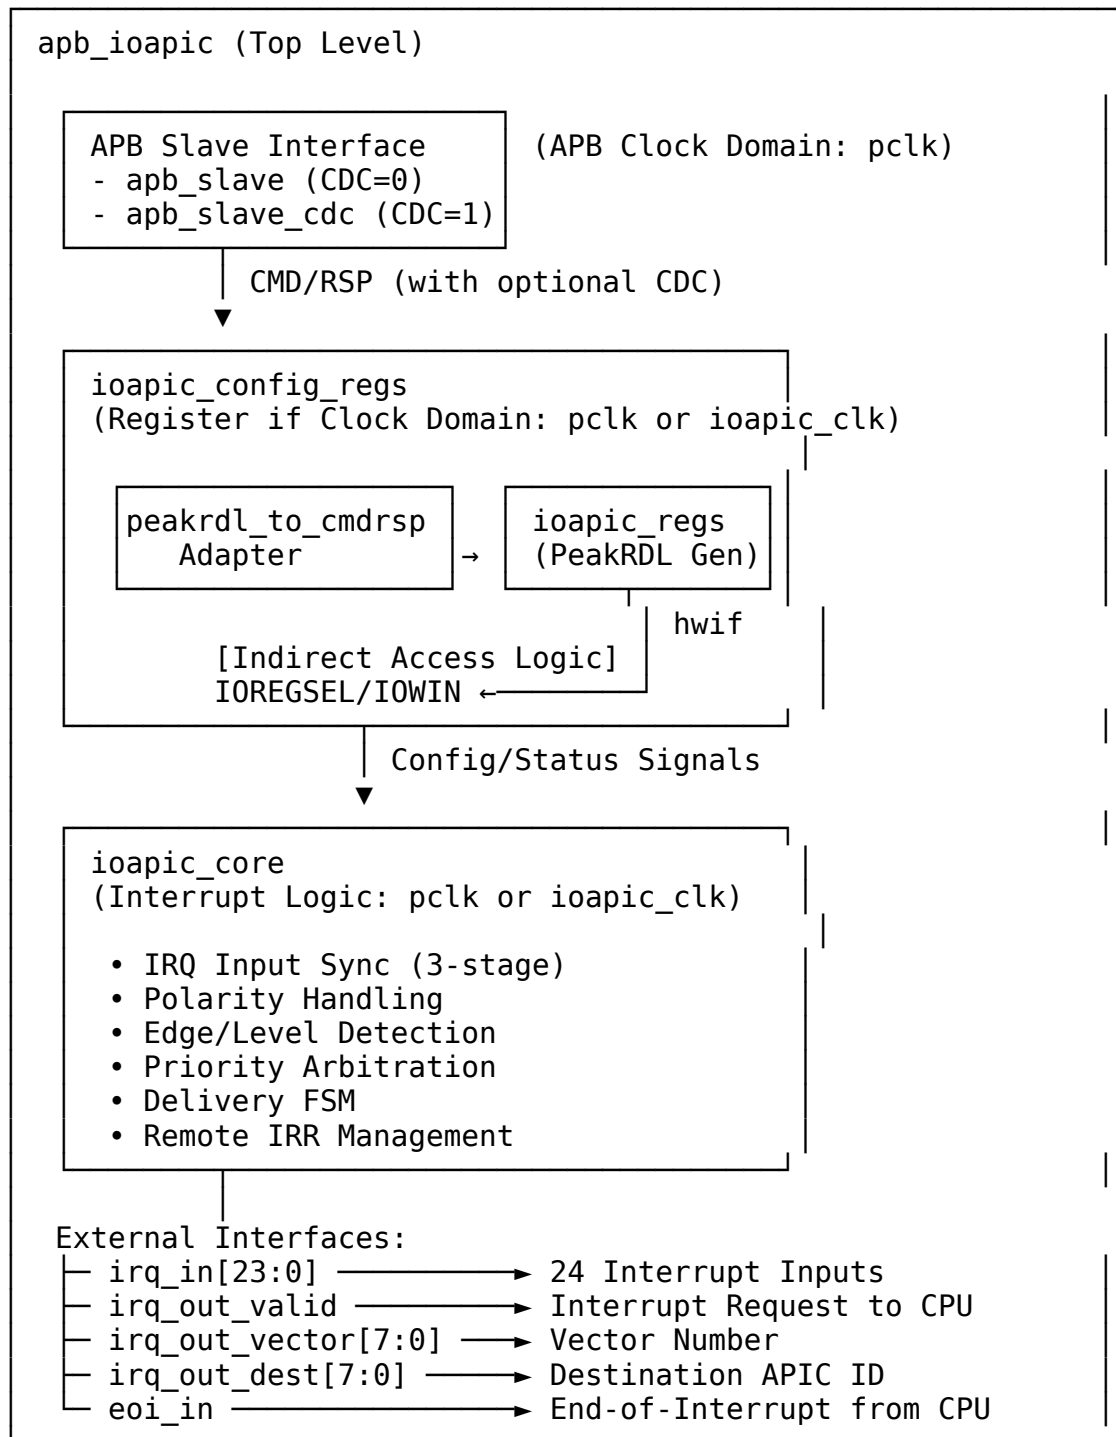 apb_ioapic (Top Level)
APB Slave Interface (APB Clock Domain: pclk)
- apb_slave (CDC=0)
- apb_slave_cdc (CDC=1)
CMD/RSP (with optional CDC)
▼
ioapic_config_regs
(Register if Clock Domain: pclk or ioapic_clk)
peakrdl_to_cmdrsp ioapic_regs
Adapter → (PeakRDL Gen)
hwif
[Indirect Access Logic]
IOREGSEL/IOWIN ←
Config/Status Signals
▼
ioapic_core
(Interrupt Logic: pclk or ioapic_clk)
• IRQ Input Sync (3-stage)
• Polarity Handling
• Edge/Level Detection
• Priority Arbitration
• Delivery FSM
• Remote IRR Management
External Interfaces:
├─ irq_in[23:0] ──────────► 24 Interrupt Inputs
├─ irq_out_valid ─────────► Interrupt Request to CPU
├─ irq_out_vector[7:0] ───► Vector Number
├─ irq_out_dest[7:0] ─────► Destination APIC ID
└─ eoi_in ────────────────► End-of-Interrupt from CPU